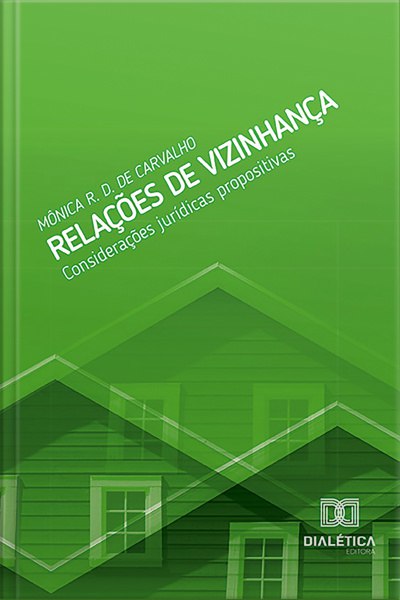 MÔNICA R. D. DE CARVALHO
RELAÇÕES DE VIZINHANÇA
Considerações jurídicas propositivas
DIALÉTICA
EDITORA